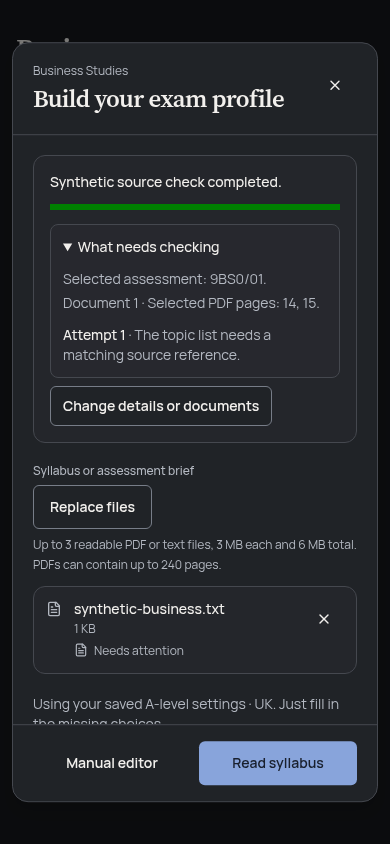 Business Studies
Build your exam profile
Synthetic source check completed.
What needs checking
Selected assessment: 9BS0/01.
Document 1 · Selected PDF pages: 14, 15.
Attempt 1 · The topic list needs a
matching source reference.
Change details or documents
Syllabus or assessment brief
Replace files
Up to 3 readable PDF or text files, 3 MB each and 6 MB total.
PDFs can contain up to 240 pages.
synthetic-business.txt
1 KB
Needs attention
Using your saved A-level settings · UK. Just fill in
the missing choices
Manual editor
Read syllabus